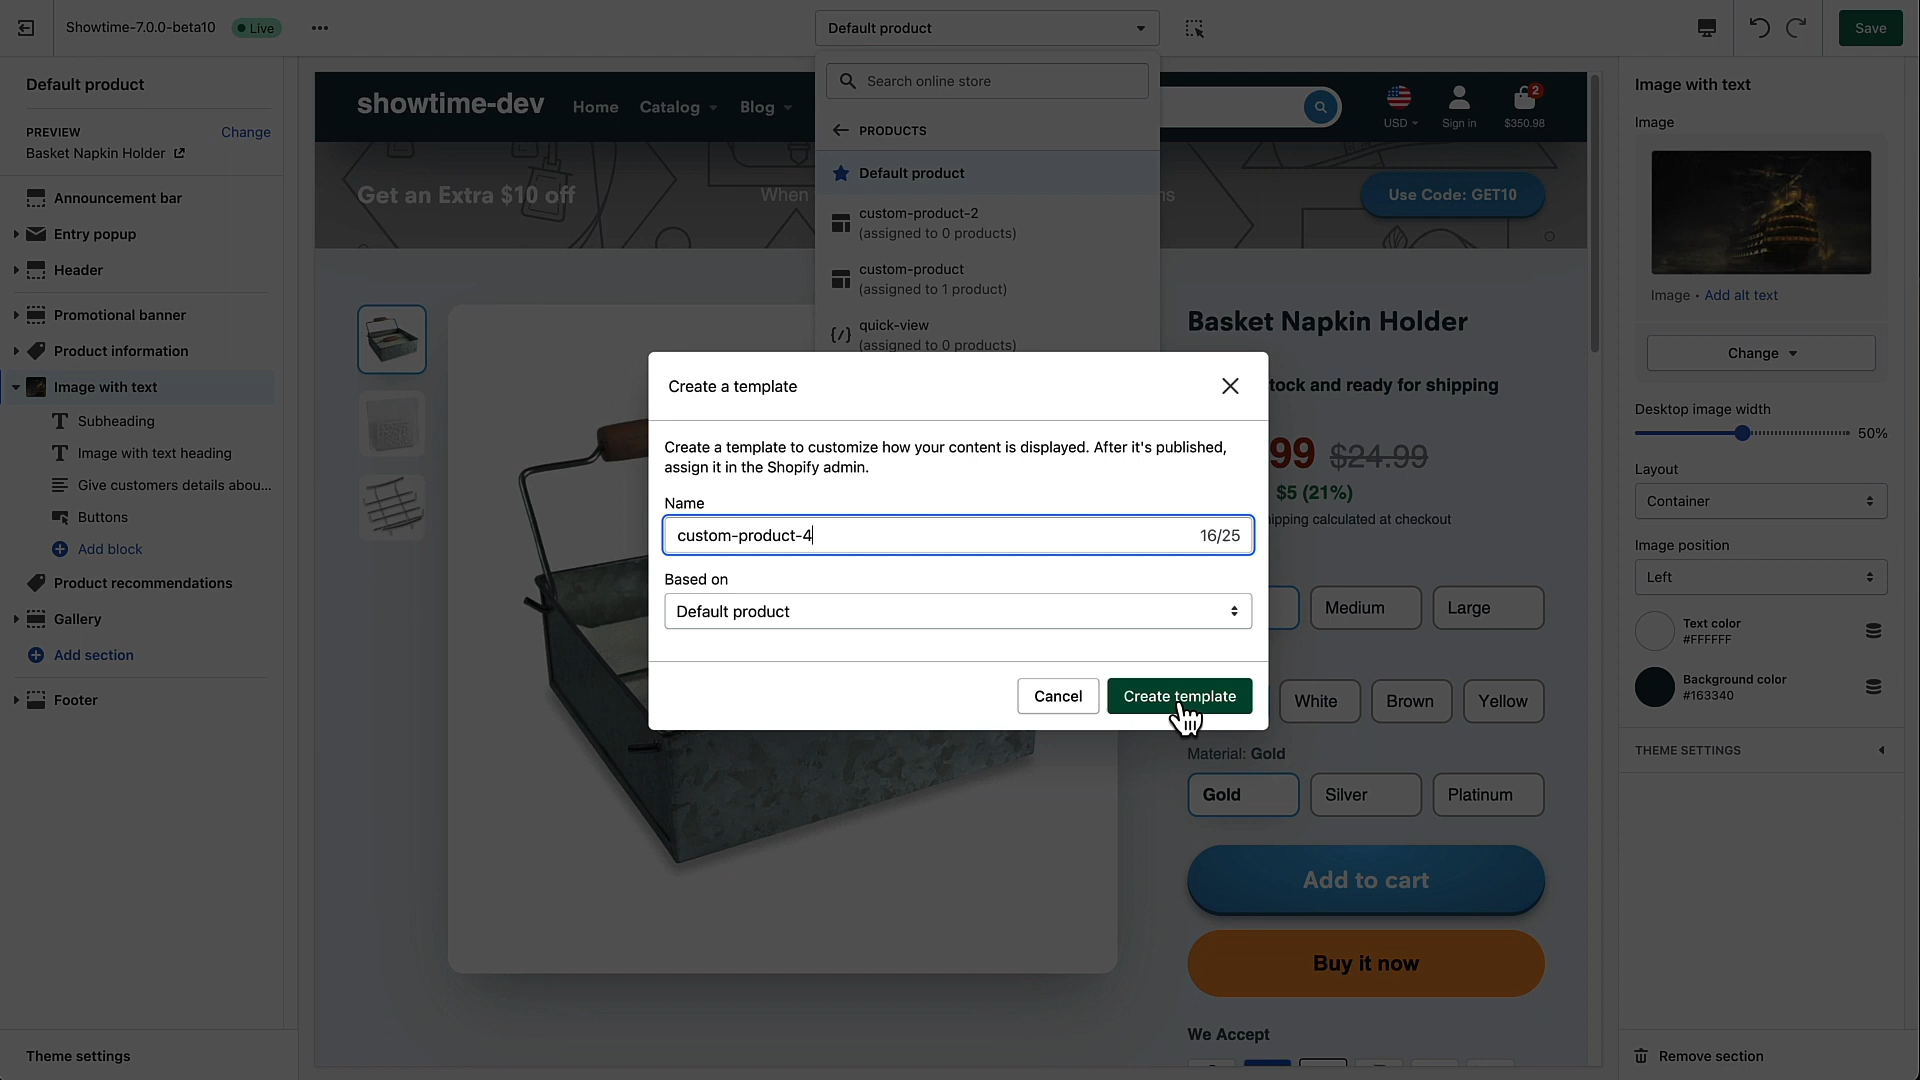 Showtime-7.0.0-beta10
Live
Default product
Save
Default product
PREVIEW
Change
Basket Napkin Holder
Announcement bar
Entry popup
Header
Promotional banner
Product information
Image with text
Subheading
Image with text heading
Give customers details abou...
Buttons
Add block
Product recommendations
Gallery
Add section
Footer
Theme settings
Search online store
PRODUCTS
Default product
custom-product-2
(assigned to 0 products)
custom-product
(assigned to 1 product)
quick-view
(assigned to 0 products)
showtime-dev
Home
Catalog
Blog
USD
Sign in
2
$350.98
Get an Extra $10 off
When
ns
Use Code: GET10
Basket Napkin Holder
tock and ready for shipping
99 $24.99
$5 (21%)
ipping calculated at checkout
Medium
Large
White
Brown
Yellow
Material: Gold
Gold
Silver
Platinum
Add to cart
Buy it now
We Accept
Create a template
Create a template to customize how your content is displayed. After it's published,
assign it in the Shopify admin.
Name
custom-product-4
16/25
Based on
Default product
Cancel
Create template
Image with text
Image
Image • Add alt text
Change
Desktop image width
50%
Layout
Container
Image position
Left
Text color
#FFFFFF
Background color
#163340
THEME SETTINGS
Remove section